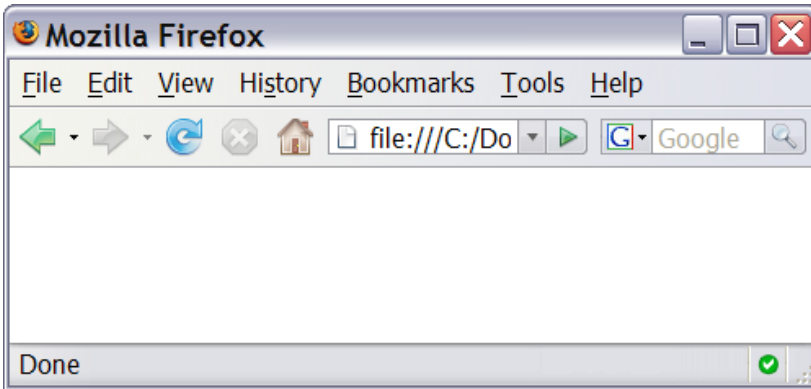 Mozilla Firefox
File Edit View History Bookmarks Tools Help
file:///C:/Do G Google
Done